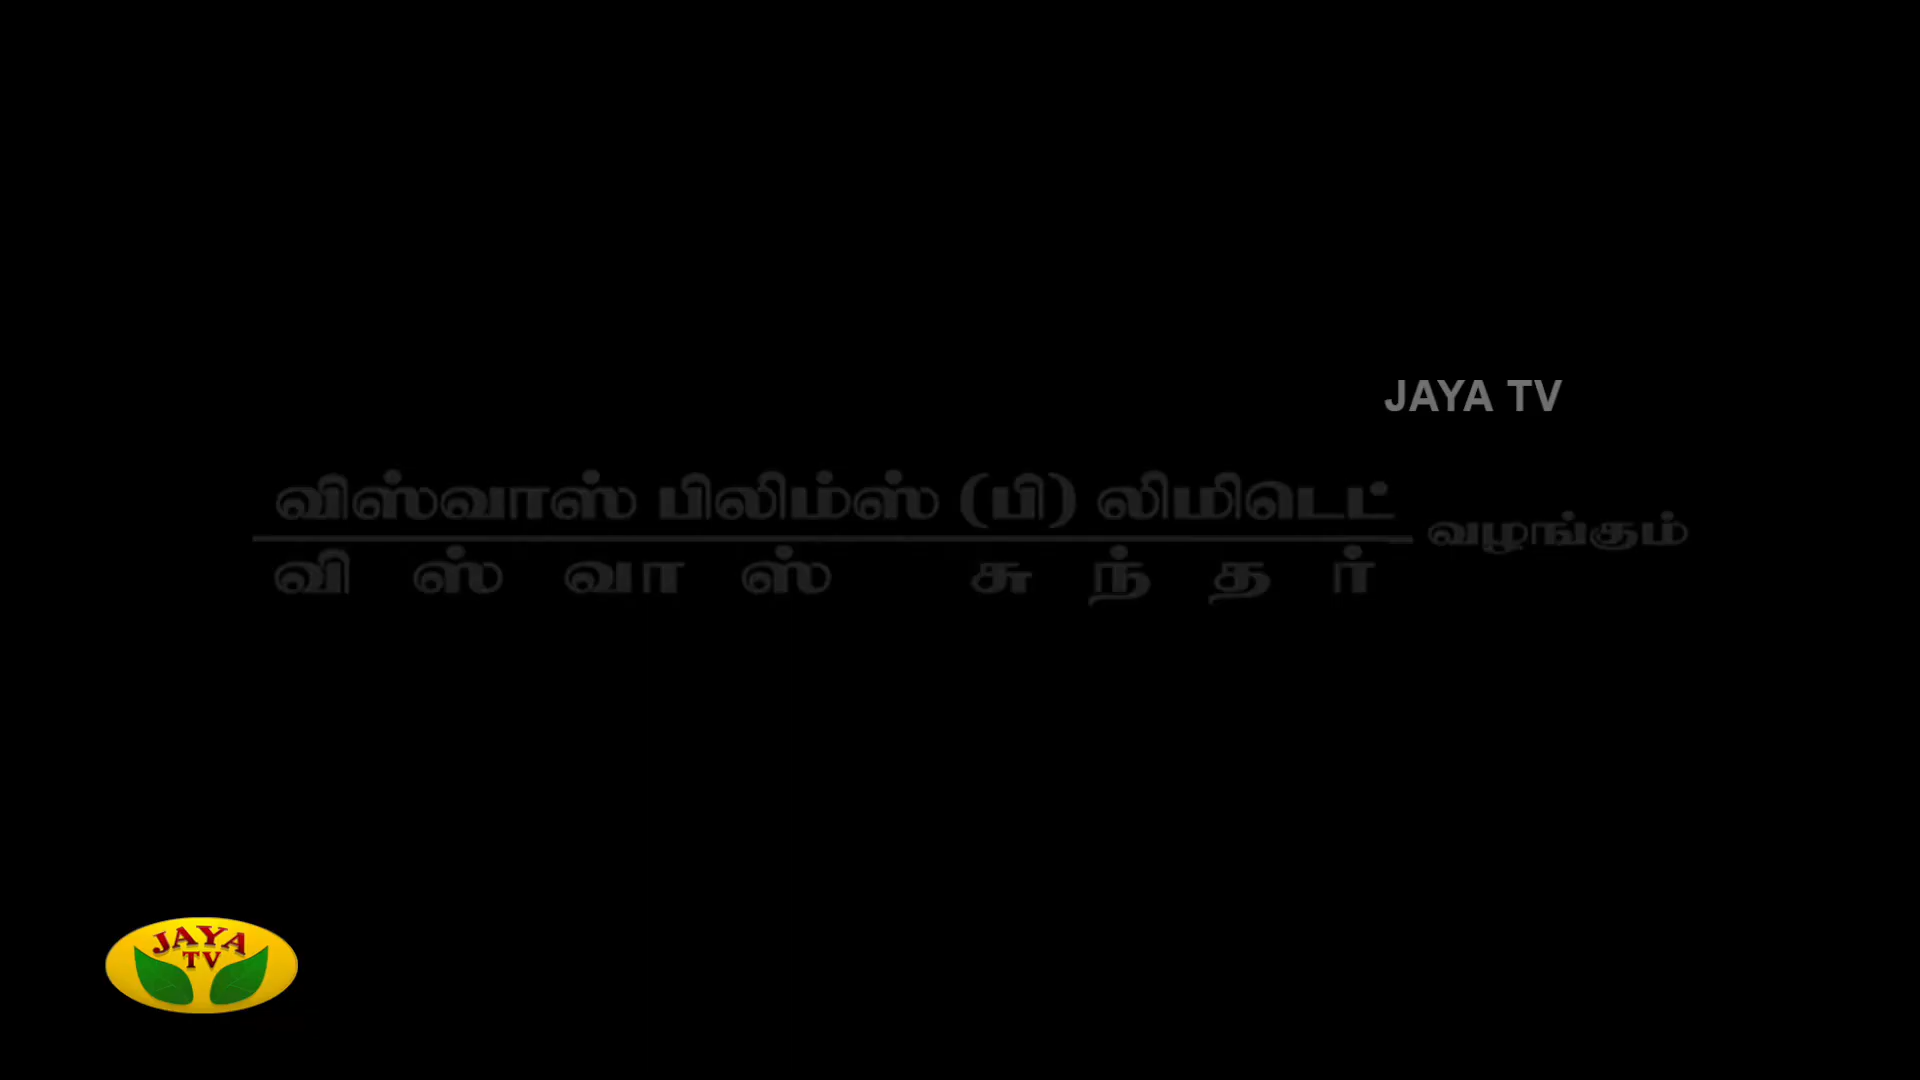 JAYA TV
விஸ்வாஸ் பிலிம்ஸ் (பி) லிமிடெட்
வழங்கும்
விஸ்வாஸ் சுந்தர்
JAYA
TV